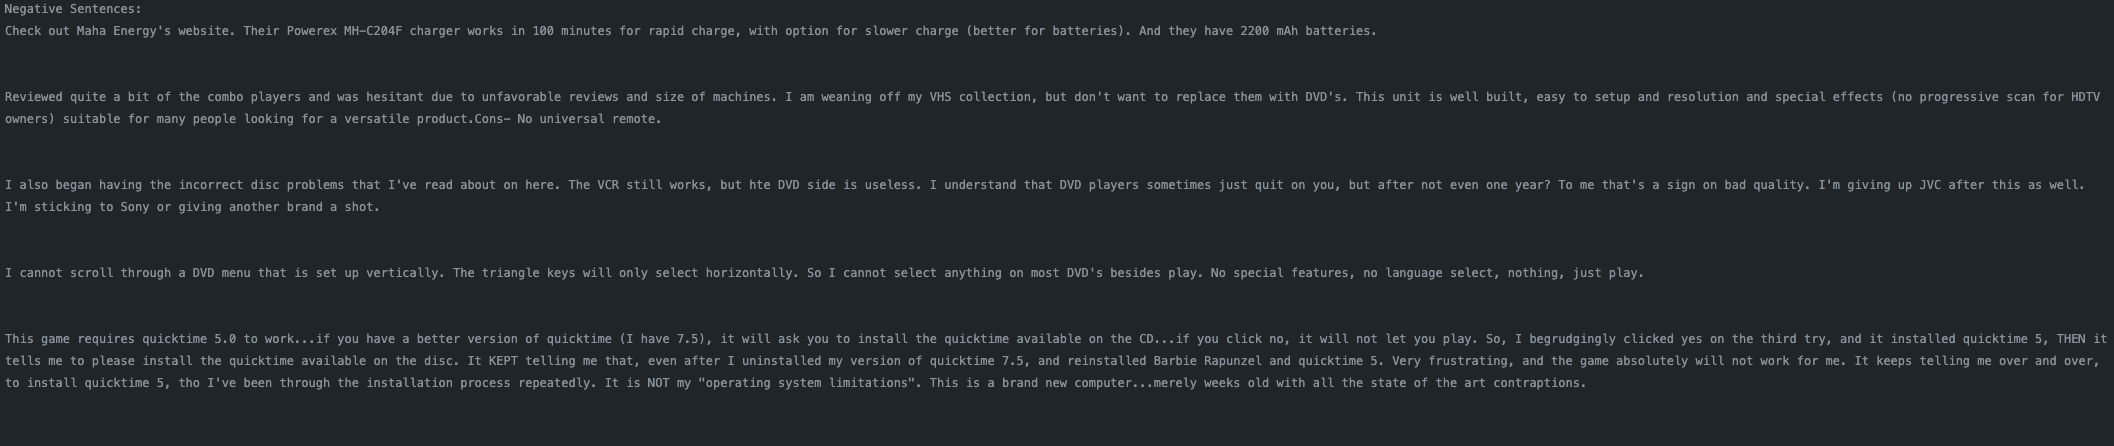 Negative Sentences:
Check out Maha Energy's website. Their Powerex MH-C204F charger works in 100 minutes for rapid charge, with option for slower charge (better for batteries). And they have 2200 mAh batteries.
Reviewed quite a bit of the combo players and was hesitant due to unfavorable reviews and size of machines. I am weaning off my VHS collection, but don't want to replace them with DVD's. This unit is well built, easy to setup and resolution and special effects (no progressive scan for HDTV
owners) suitable for many people looking for a versatile product.Cons- No universal remote.
I also began having the incorrect disc problems that I've read about on here. The VCR still works, but hte DVD side is useless. I understand that DVD players sometimes just quit on you, but after not even one year? To me that's a sign on bad quality. I'm giving up JVC after this as well.
I'm sticking to Sony or giving another brand a shot.
I cannot scroll through a DVD menu that is set up vertically. The triangle keys will only select horizontally. So I cannot select anything on most DVD's besides play. No special features, no language select, nothing, just play.
This game requires quicktime 5.0 to work...if you have a better version of quicktime (I have 7.5), it will ask you to install the quicktime available on the CD...if you click no, it will not let you play. So, I begrudgingly clicked yes on the third try, and it installed quicktime 5, THEN it
tells me to please install the quicktime available on the disc. It KEPT telling me that, even after I uninstalled my version of quicktime 7.5, and reinstalled Barbie Rapunzel and quicktime 5. Very frustrating, and the game absolutely will not work for me. It keeps telling me over and over,
to install quicktime 5, tho I've been through the installation process repeatedly. It is NOT my "operating system limitations". This is a brand new computer...merely weeks old with all the state of the art contraptions.